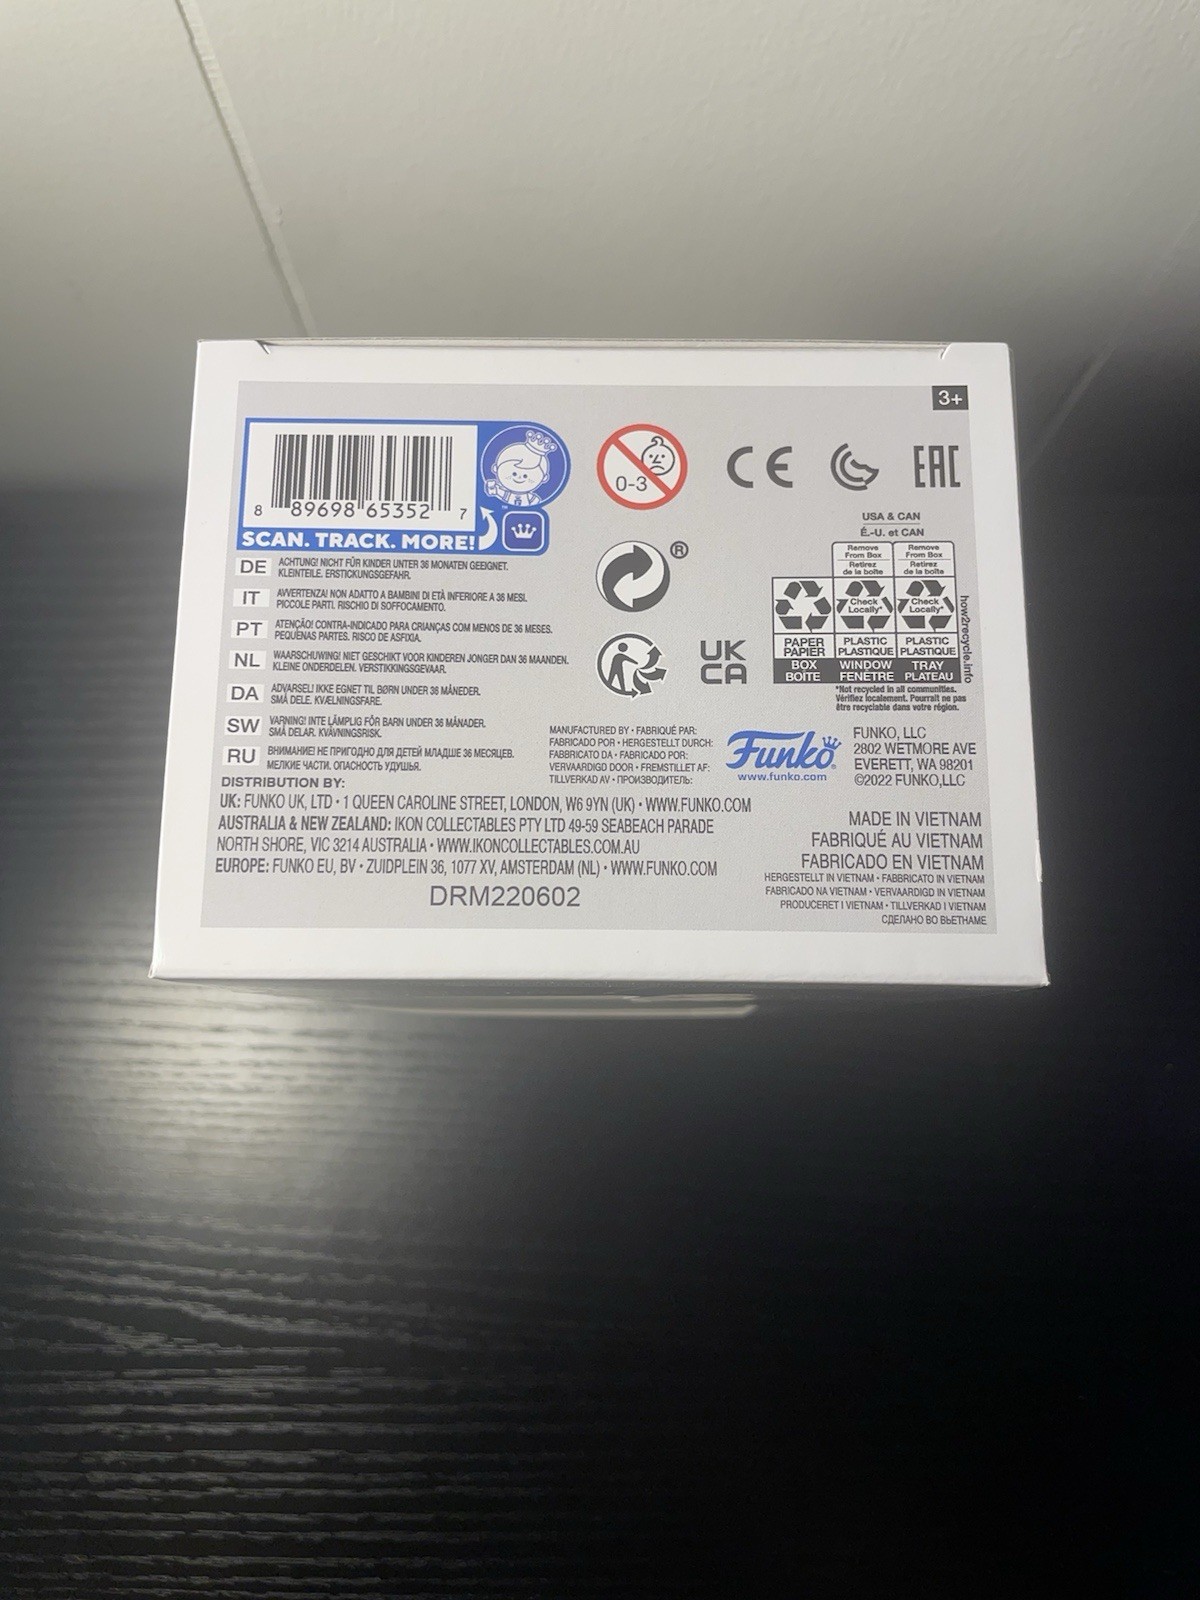 3+
8 89698 65352 7
SCAN. TRACK. MORE!
™
0-3
CE
EAC
DE ACHTUNG! NICHT FÜR KINDER UNTER 36 MONATEN GEEIGNET.
KLEINTEILE. ERSTICKUNGSGEFAHR.
IT AVVERTENZA! NON ADATTO A BAMBINI DI ETÀ INFERIORE A 36 MESI.
PICCOLE PARTI. RISCHIO DI SOFFOCAMENTO.
PT ATENÇÃO! CONTRA-INDICADO PARA CRIANÇAS COM MENOS DE 36 MESES.
PEQUENAS PARTES. RISCO DE ASFIXIA.
NL WAARSCHUWING! NIET GESCHIKT VOOR KINDEREN JONGER DAN 36 MAANDEN.
KLEINE ONDERDELEN. VERSTIKKINGSGEVAAR.
DA ADVARSEL! IKKE EGNET TIL BØRN UNDER 36 MÅNEDER.
SMÅ DELE. KVÆLNINGSFARE.
SW VARNING! INTE LÄMPLIG FÖR BARN UNDER 36 MÅNADER.
SMÅ DELAR. KVÄVNINGSRISK.
RU ВНИМАНИЕ! НЕ ПРИГОДНО ДЛЯ ДЕТЕЙ МЛАДШЕ 36 МЕСЯЦЕВ.
МЕЛКИЕ ЧАСТИ. ОПАСНОСТЬ УДУШЬЯ.
®
UK
CA
USA & CAN
É.-U. et CAN
Remove From Box Retirez de la boîte
Remove From Box Retirez de la boîte
Check Locally*
Check Locally*
PAPER PAPIER
PLASTIC PLASTIQUE
PLASTIC PLASTIQUE
BOX BOÎTE
WINDOW FENÊTRE
TRAY PLATEAU
how2recycle.info
*Not recycled in all communities.
Vérifiez localement. Pourrait ne pas
être recyclable dans votre région.
MANUFACTURED BY • FABRIQUÉ PAR:
FABRICADO POR • HERGESTELLT DURCH:
FABBRICATO DA • FABRICADO POR:
VERVAARDIGD DOOR • FREMSTILLET AF:
TILLVERKAD AV • ПРОИЗВОДИТЕЛЬ:
Funko®
www.funko.com
FUNKO, LLC
2802 WETMORE AVE
EVERETT, WA 98201
©2022 FUNKO,LLC
DISTRIBUTION BY:
UK: FUNKO UK, LTD • 1 QUEEN CAROLINE STREET, LONDON, W6 9YN (UK) • WWW.FUNKO.COM
AUSTRALIA & NEW ZEALAND: IKON COLLECTABLES PTY LTD 49-59 SEABEACH PARADE
NORTH SHORE, VIC 3214 AUSTRALIA • WWW.IKONCOLLECTABLES.COM.AU
EUROPE: FUNKO EU, BV • ZUIDPLEIN 36, 1077 XV, AMSTERDAM (NL) • WWW.FUNKO.COM
DRM220602
MADE IN VIETNAM
FABRIQUÉ AU VIETNAM
FABRICADO EN VIETNAM
HERGESTELLT IN VIETNAM • FABBRICATO IN VIETNAM
FABRICADO NA VIETNAM • VERVAARDIGD IN VIETNAM
PRODUCERET I VIETNAM • TILLVERKAD I VIETNAM
СДЕЛАНО ВО ВЬЕТНАМЕ